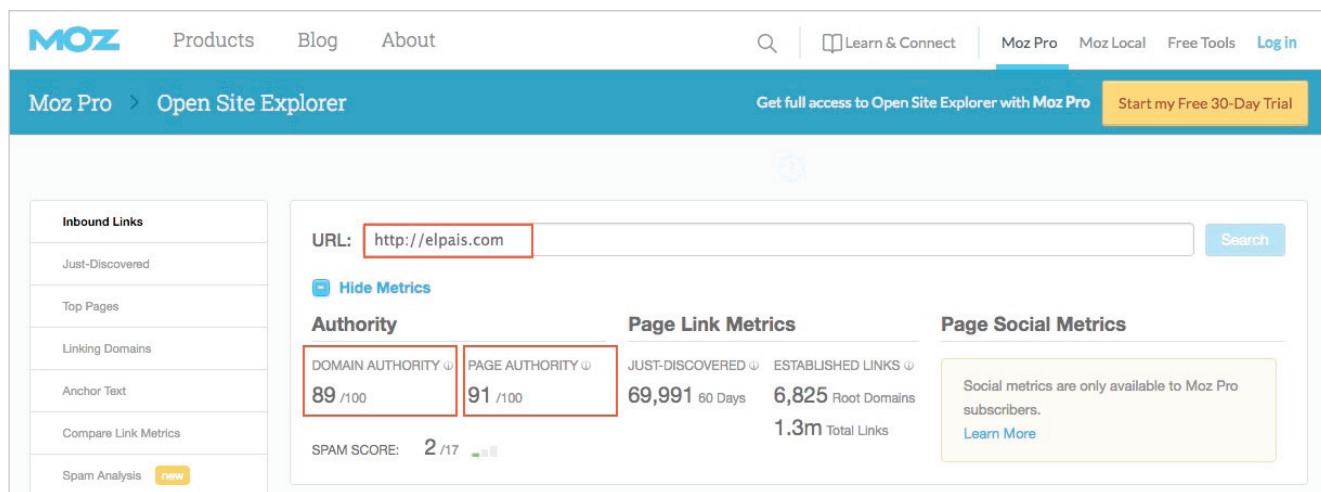 MOZ Products Blog About Learn & Connect Moz Pro Moz Local Free Tools Log in
Moz Pro > Open Site Explorer Get full access to Open Site Explorer with Moz Pro Start my Free 30-Day Trial
Inbound Links
Just-Discovered
Top Pages
Linking Domains
Anchor Text
Compare Link Metrics
Spam Analysis new
URL: http://elpais.com Search
Hide Metrics
Authority
DOMAIN AUTHORITY
89 /100
PAGE AUTHORITY
91 /100
SPAM SCORE: 2 /17
Page Link Metrics
JUST-DISCOVERED
69,991 60 Days
ESTABLISHED LINKS
6,825 Root Domains
1.3m Total Links
Page Social Metrics
Social metrics are only available to Moz Pro
subscribers.
Learn More